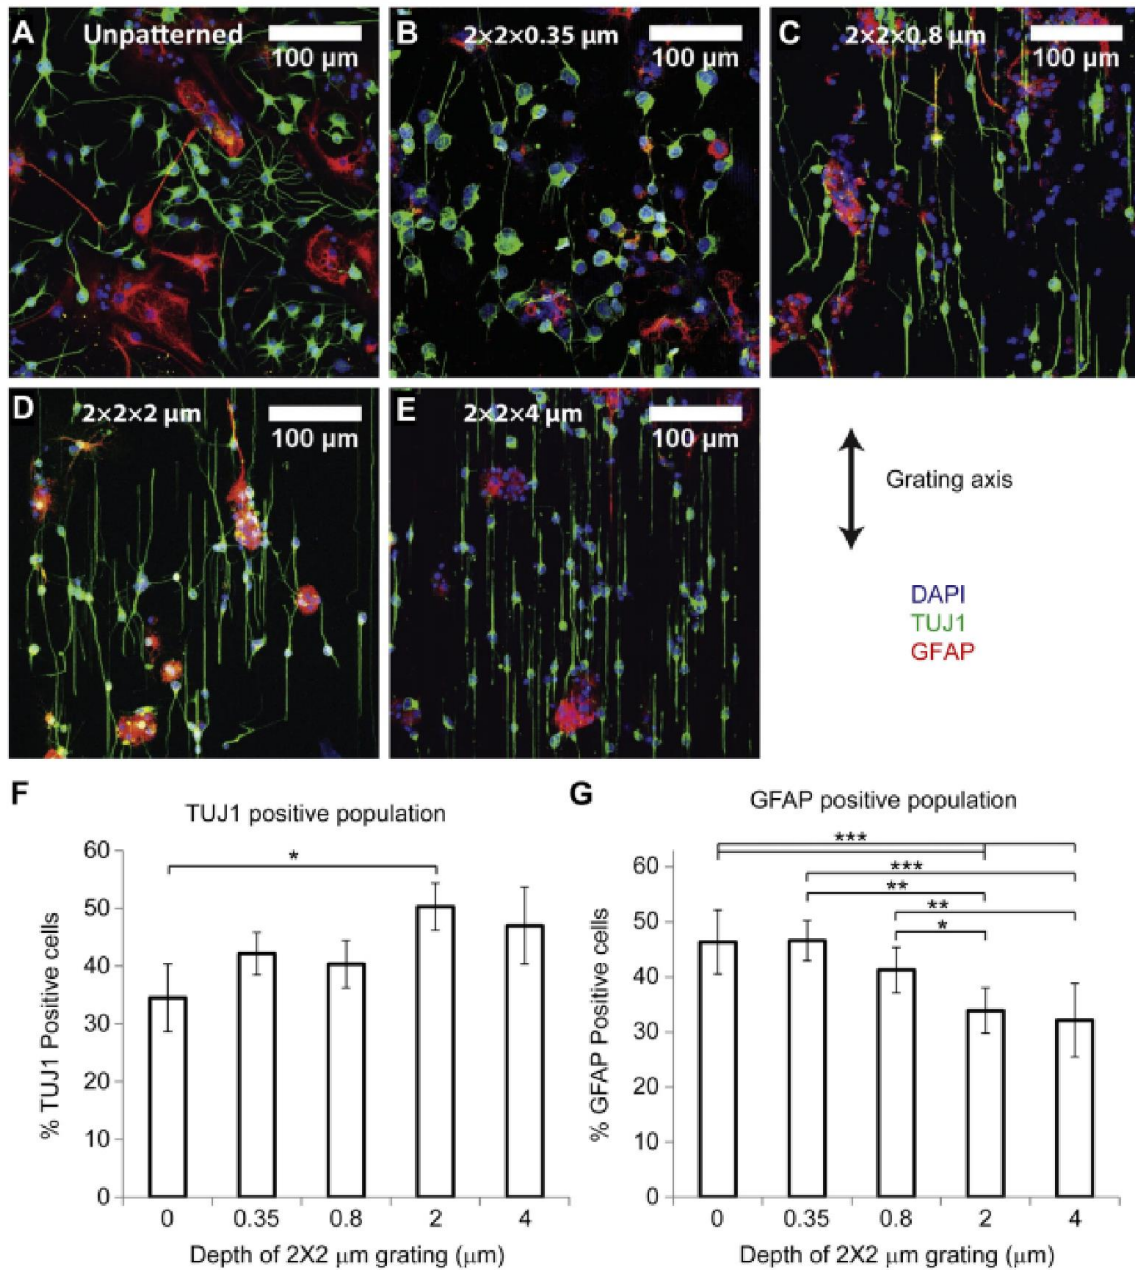 A Unpatterned
100 µm
B 2×2×0.35 µm
100 µm
C 2×2×0.8 µm
100 µm
D 2×2×2 µm
100 µm
E 2×2×4 µm
100 µm
Grating axis
DAPI
TUJ1
GFAP
F
TUJ1 positive population
*
% TUJ1 Positive cells
60
50
40
30
20
10
0
0 0.35 0.8 2 4
Depth of 2X2 µm grating (µm)
G
GFAP positive population
***
***
**
**
*
% GFAP Positive cells
60
50
40
30
20
10
0
0 0.35 0.8 2 4
Depth of 2X2 µm grating (µm)